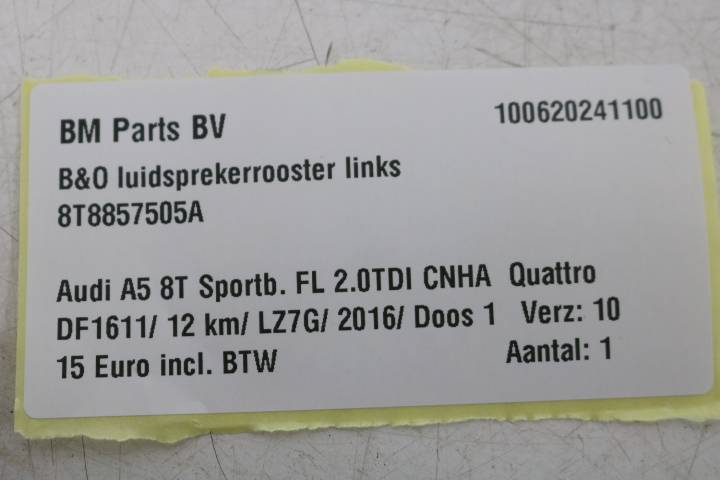 BM Parts BV 100620241100
B&O luidsprekerrooster links
8T8857505A
Audi A5 8T Sportb. FL 2.0TDI CNHA Quattro
DF1611/ 12 km/ LZ7G/ 2016/ Doos 1 Verz: 10
15 Euro incl. BTW Aantal: 1